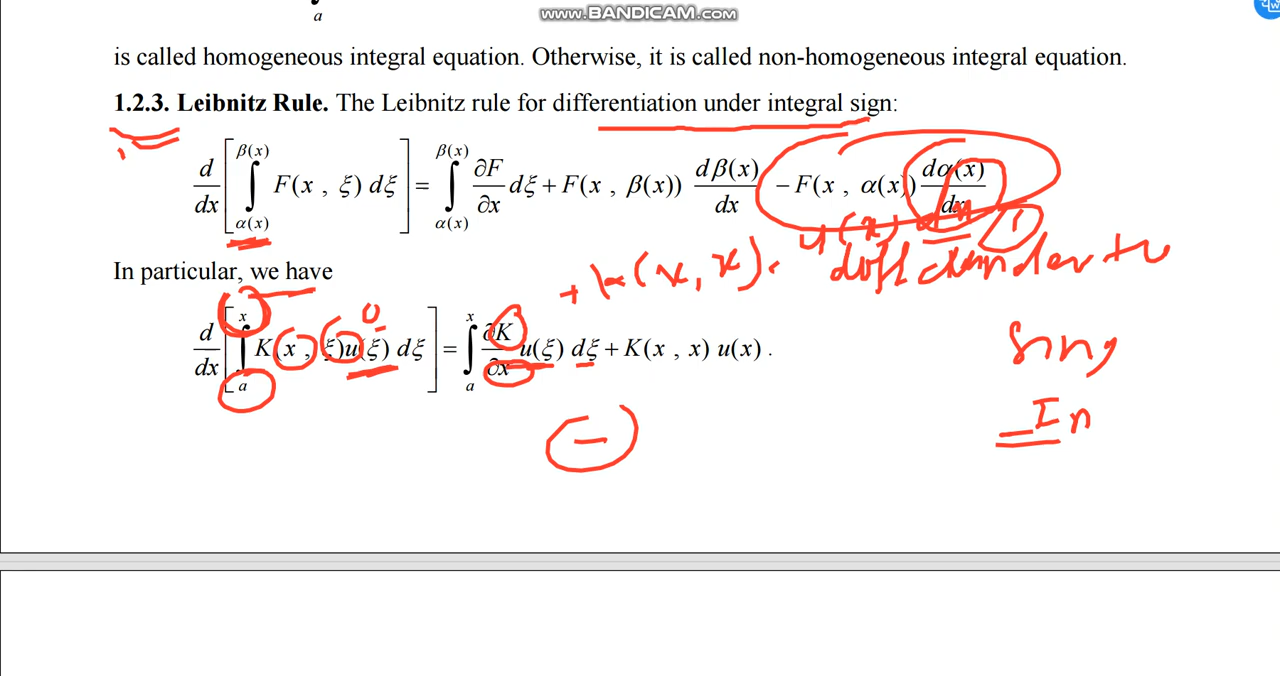 www.BANDICAM.com
a
is called homogeneous integral equation. Otherwise, it is called non-homogeneous integral equation.
1.2.3. Leibnitz Rule. The Leibnitz rule for differentiation under integral sign:
d/dx [ ∫_{α(x)}^{β(x)} F(x , ξ) dξ ] = ∫_{α(x)}^{β(x)} ∂F/∂x dξ + F(x , β(x)) dβ(x)/dx − F(x , α(x)) dα(x)/dx
In particular, we have
+ K(x, x). u(x)
d/dx [ ∫_a^x K(x , ξ)u(ξ) dξ ] = ∫_a^x ∂K/∂x u(ξ) dξ + K(x , x) u(x) .